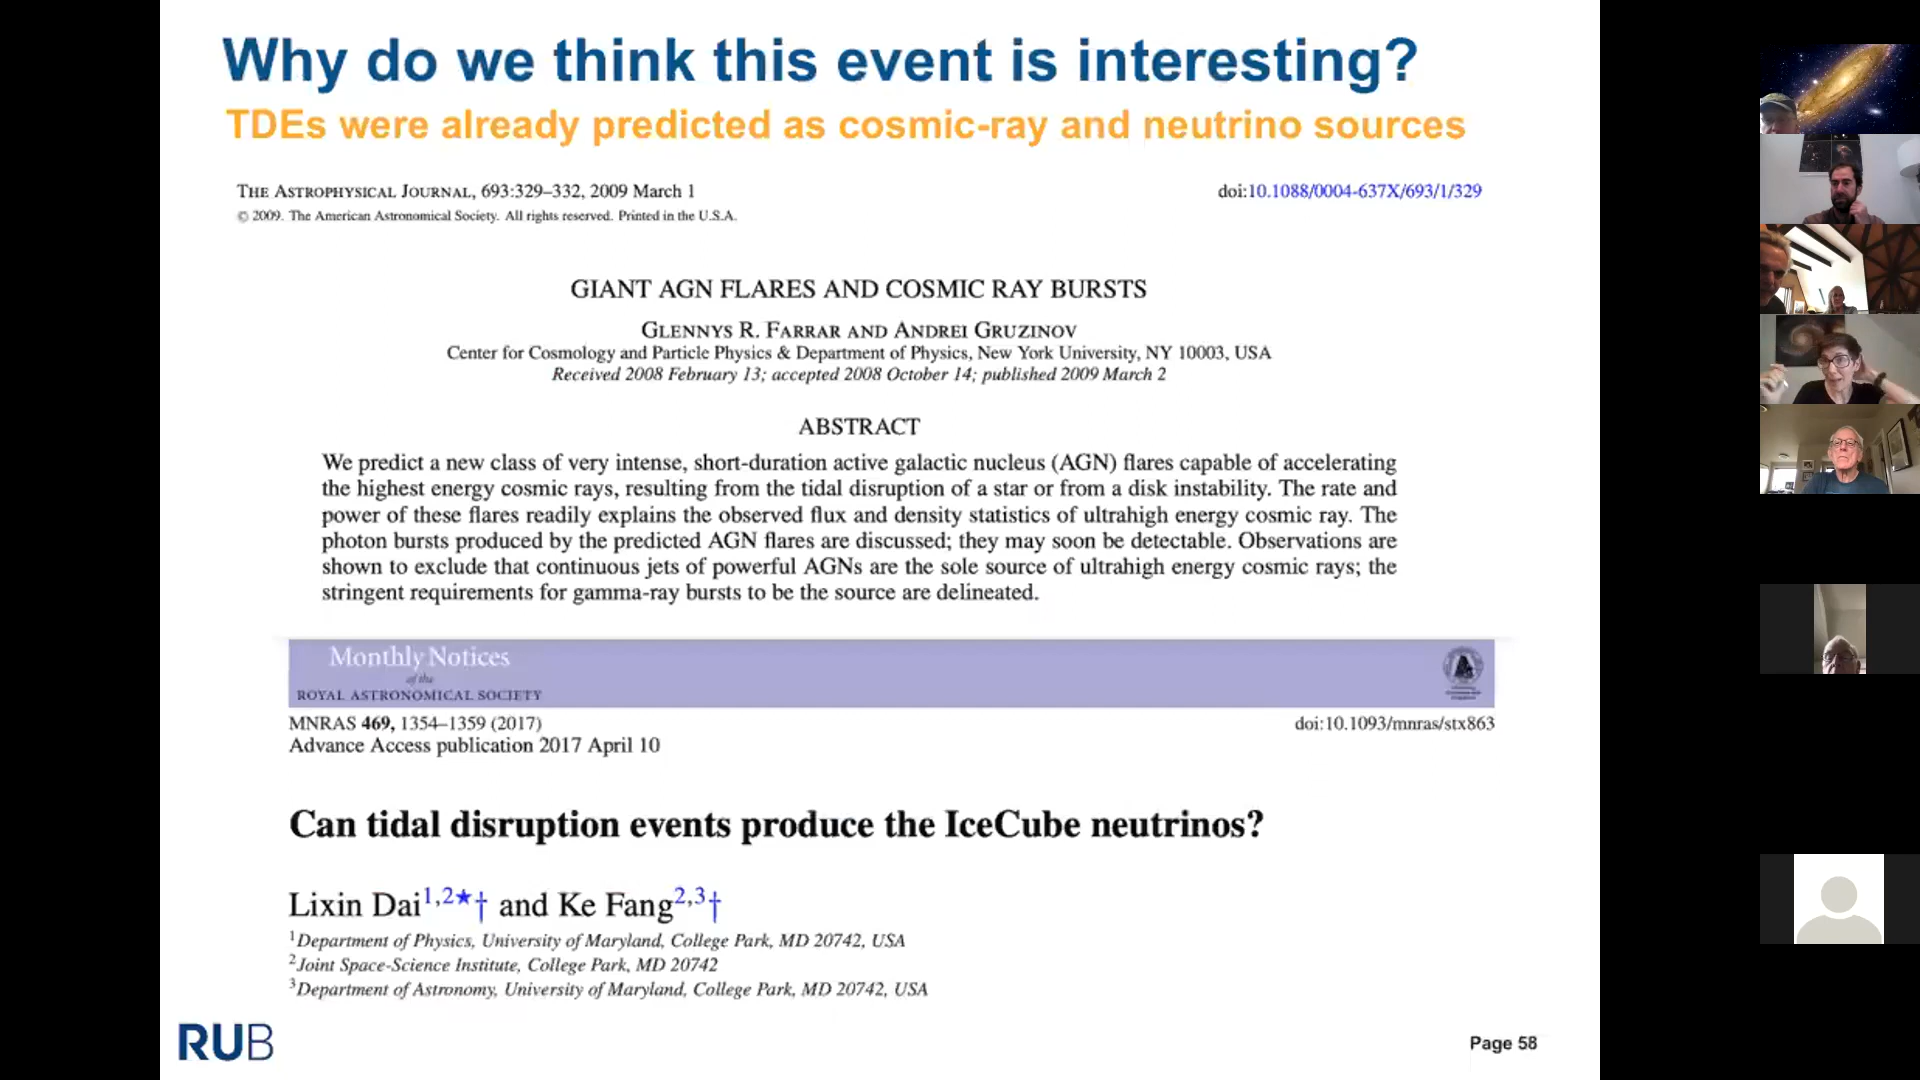 Why do we think this event is interesting?
TDEs were already predicted as cosmic-ray and neutrino sources
THE ASTROPHYSICAL JOURNAL, 693:329–332, 2009 March 1
doi:10.1088/0004-637X/693/1/329
© 2009. The American Astronomical Society. All rights reserved. Printed in the U.S.A.
GIANT AGN FLARES AND COSMIC RAY BURSTS
GLENNYS R. FARRAR AND ANDREI GRUZINOV
Center for Cosmology and Particle Physics & Department of Physics, New York University, NY 10003, USA
Received 2008 February 13; accepted 2008 October 14; published 2009 March 2
ABSTRACT
We predict a new class of very intense, short-duration active galactic nucleus (AGN) flares capable of accelerating
the highest energy cosmic rays, resulting from the tidal disruption of a star or from a disk instability. The rate and
power of these flares readily explains the observed flux and density statistics of ultrahigh energy cosmic ray. The
photon bursts produced by the predicted AGN flares are discussed; they may soon be detectable. Observations are
shown to exclude that continuous jets of powerful AGNs are the sole source of ultrahigh energy cosmic rays; the
stringent requirements for gamma-ray bursts to be the source are delineated.
Monthly Notices
of the
ROYAL ASTRONOMICAL SOCIETY
MNRAS 469, 1354–1359 (2017)
doi:10.1093/mnras/stx863
Advance Access publication 2017 April 10
Can tidal disruption events produce the IceCube neutrinos?
Lixin Dai1,2★† and Ke Fang2,3†
1Department of Physics, University of Maryland, College Park, MD 20742, USA
2Joint Space-Science Institute, College Park, MD 20742
3Department of Astronomy, University of Maryland, College Park, MD 20742, USA
RUB
Page 58